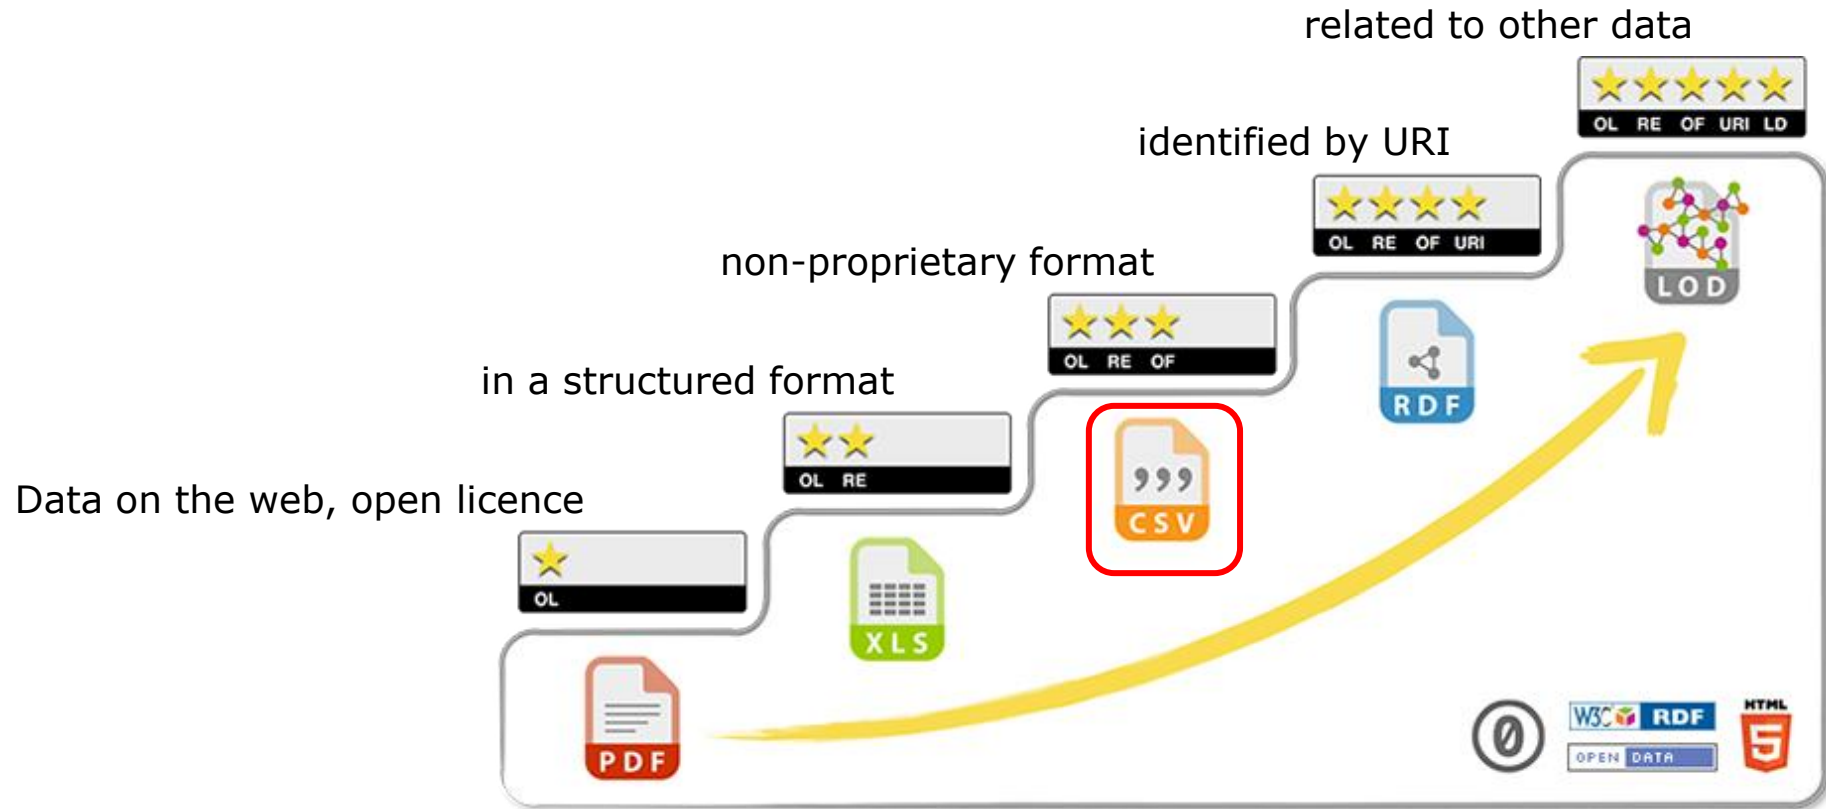 related to other data
OL RE OF URI LD
identified by URI
OL RE OF URI
LOD
non-proprietary format
OL RE OF
RDF
in a structured format
OL RE
,,,
CSV
Data on the web, open licence
OL
XLS
PDF
0
W3C RDF
HTML
5
OPEN DATA